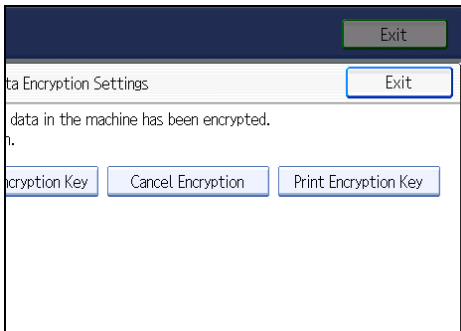 Exit
ta Encryption Settings Exit
data in the machine has been encrypted.
n.
ncryption Key Cancel Encryption Print Encryption Key